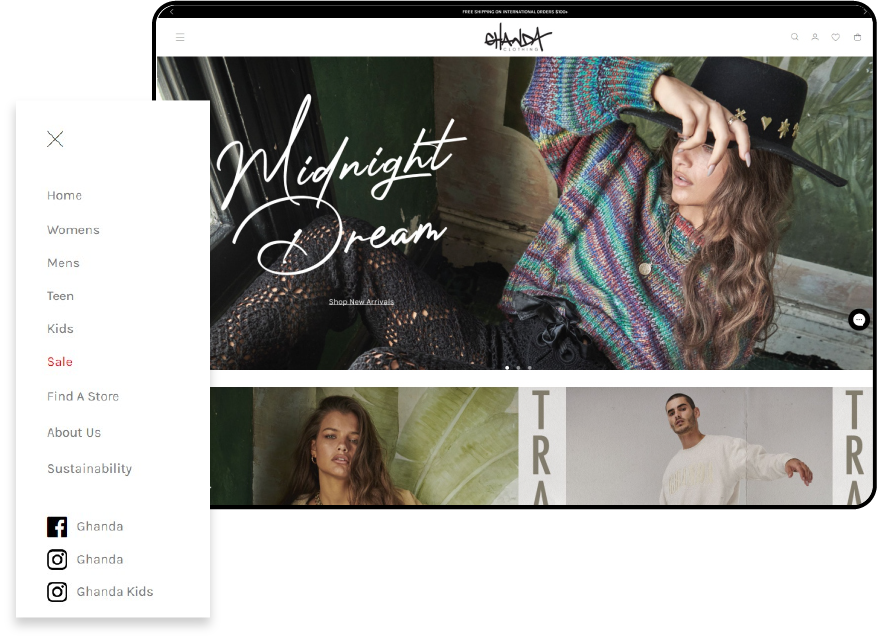 FREE SHIPPING ON INTERNATIONAL ORDERS $100+
GHANDA
CLOTHING
Midnight
Dream
Shop New Arrivals
Home
Womens
Mens
Teen
Kids
Sale
Find A Store
About Us
Sustainability
Ghanda
Ghanda
Ghanda Kids
TRA
TRA